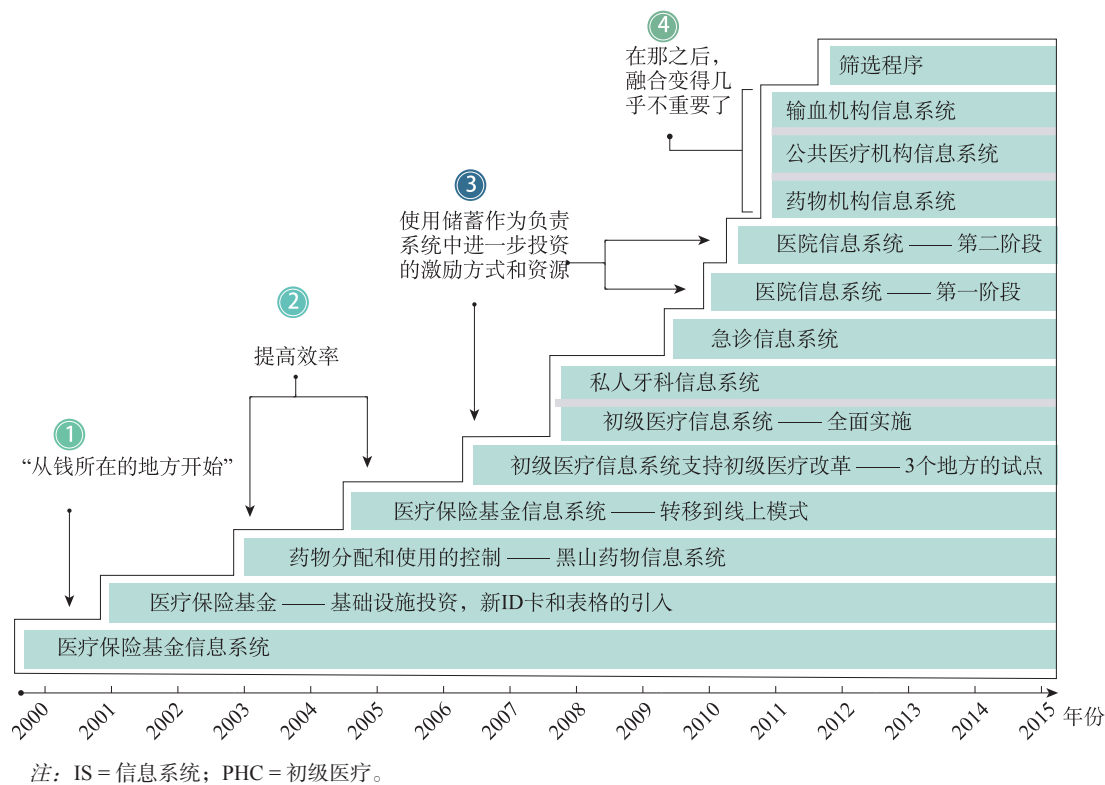 4
在那之后，
融合变得几
乎不重要了
筛选程序
输血机构信息系统
公共医疗机构信息系统
药物机构信息系统
3
使用储蓄作为负责
系统中进一步投资
的激励方式和资源
医院信息系统 —— 第二阶段
医院信息系统 —— 第一阶段
2
提高效率
急诊信息系统
私人牙科信息系统
初级医疗信息系统 —— 全面实施
1
“从钱所在的地方开始”
初级医疗信息系统支持初级医疗改革 —— 3个地方的试点
医疗保险基金信息系统 —— 转移到线上模式
药物分配和使用的控制 —— 黑山药物信息系统
医疗保险基金 —— 基础设施投资，新ID卡和表格的引入
医疗保险基金信息系统
2000 2001 2002 2003 2004 2005 2006 2007 2008 2009 2010 2011 2012 2013 2014 2015 年份
注：IS = 信息系统；PHC = 初级医疗。